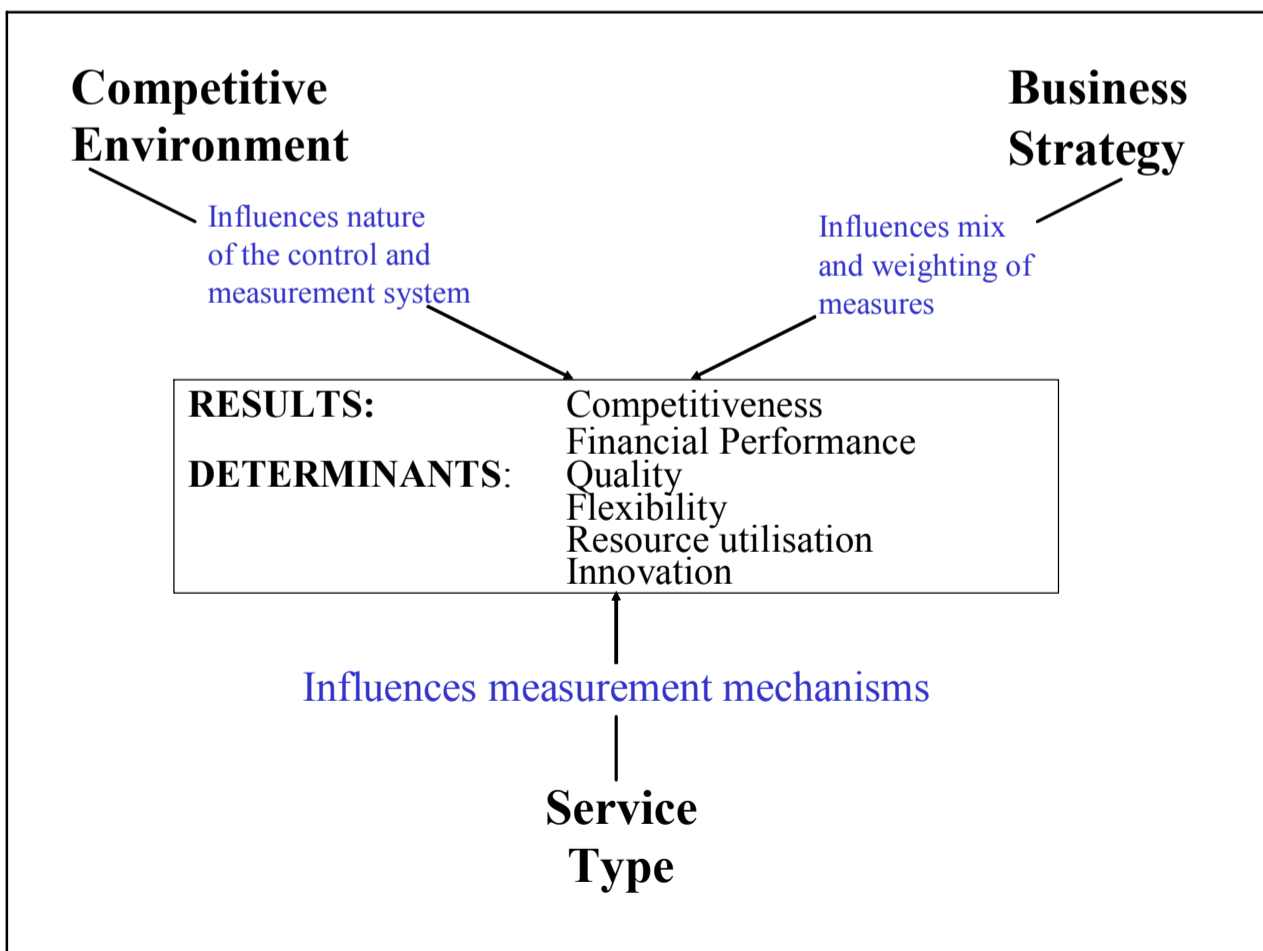 Competitive
Environment
Business
Strategy
Influences nature
of the control and
measurement system
Influences mix
and weighting of
measures
RESULTS: Competitiveness
Financial Performance
DETERMINANTS: Quality
Flexibility
Resource utilisation
Innovation
Influences measurement mechanisms
Service
Type